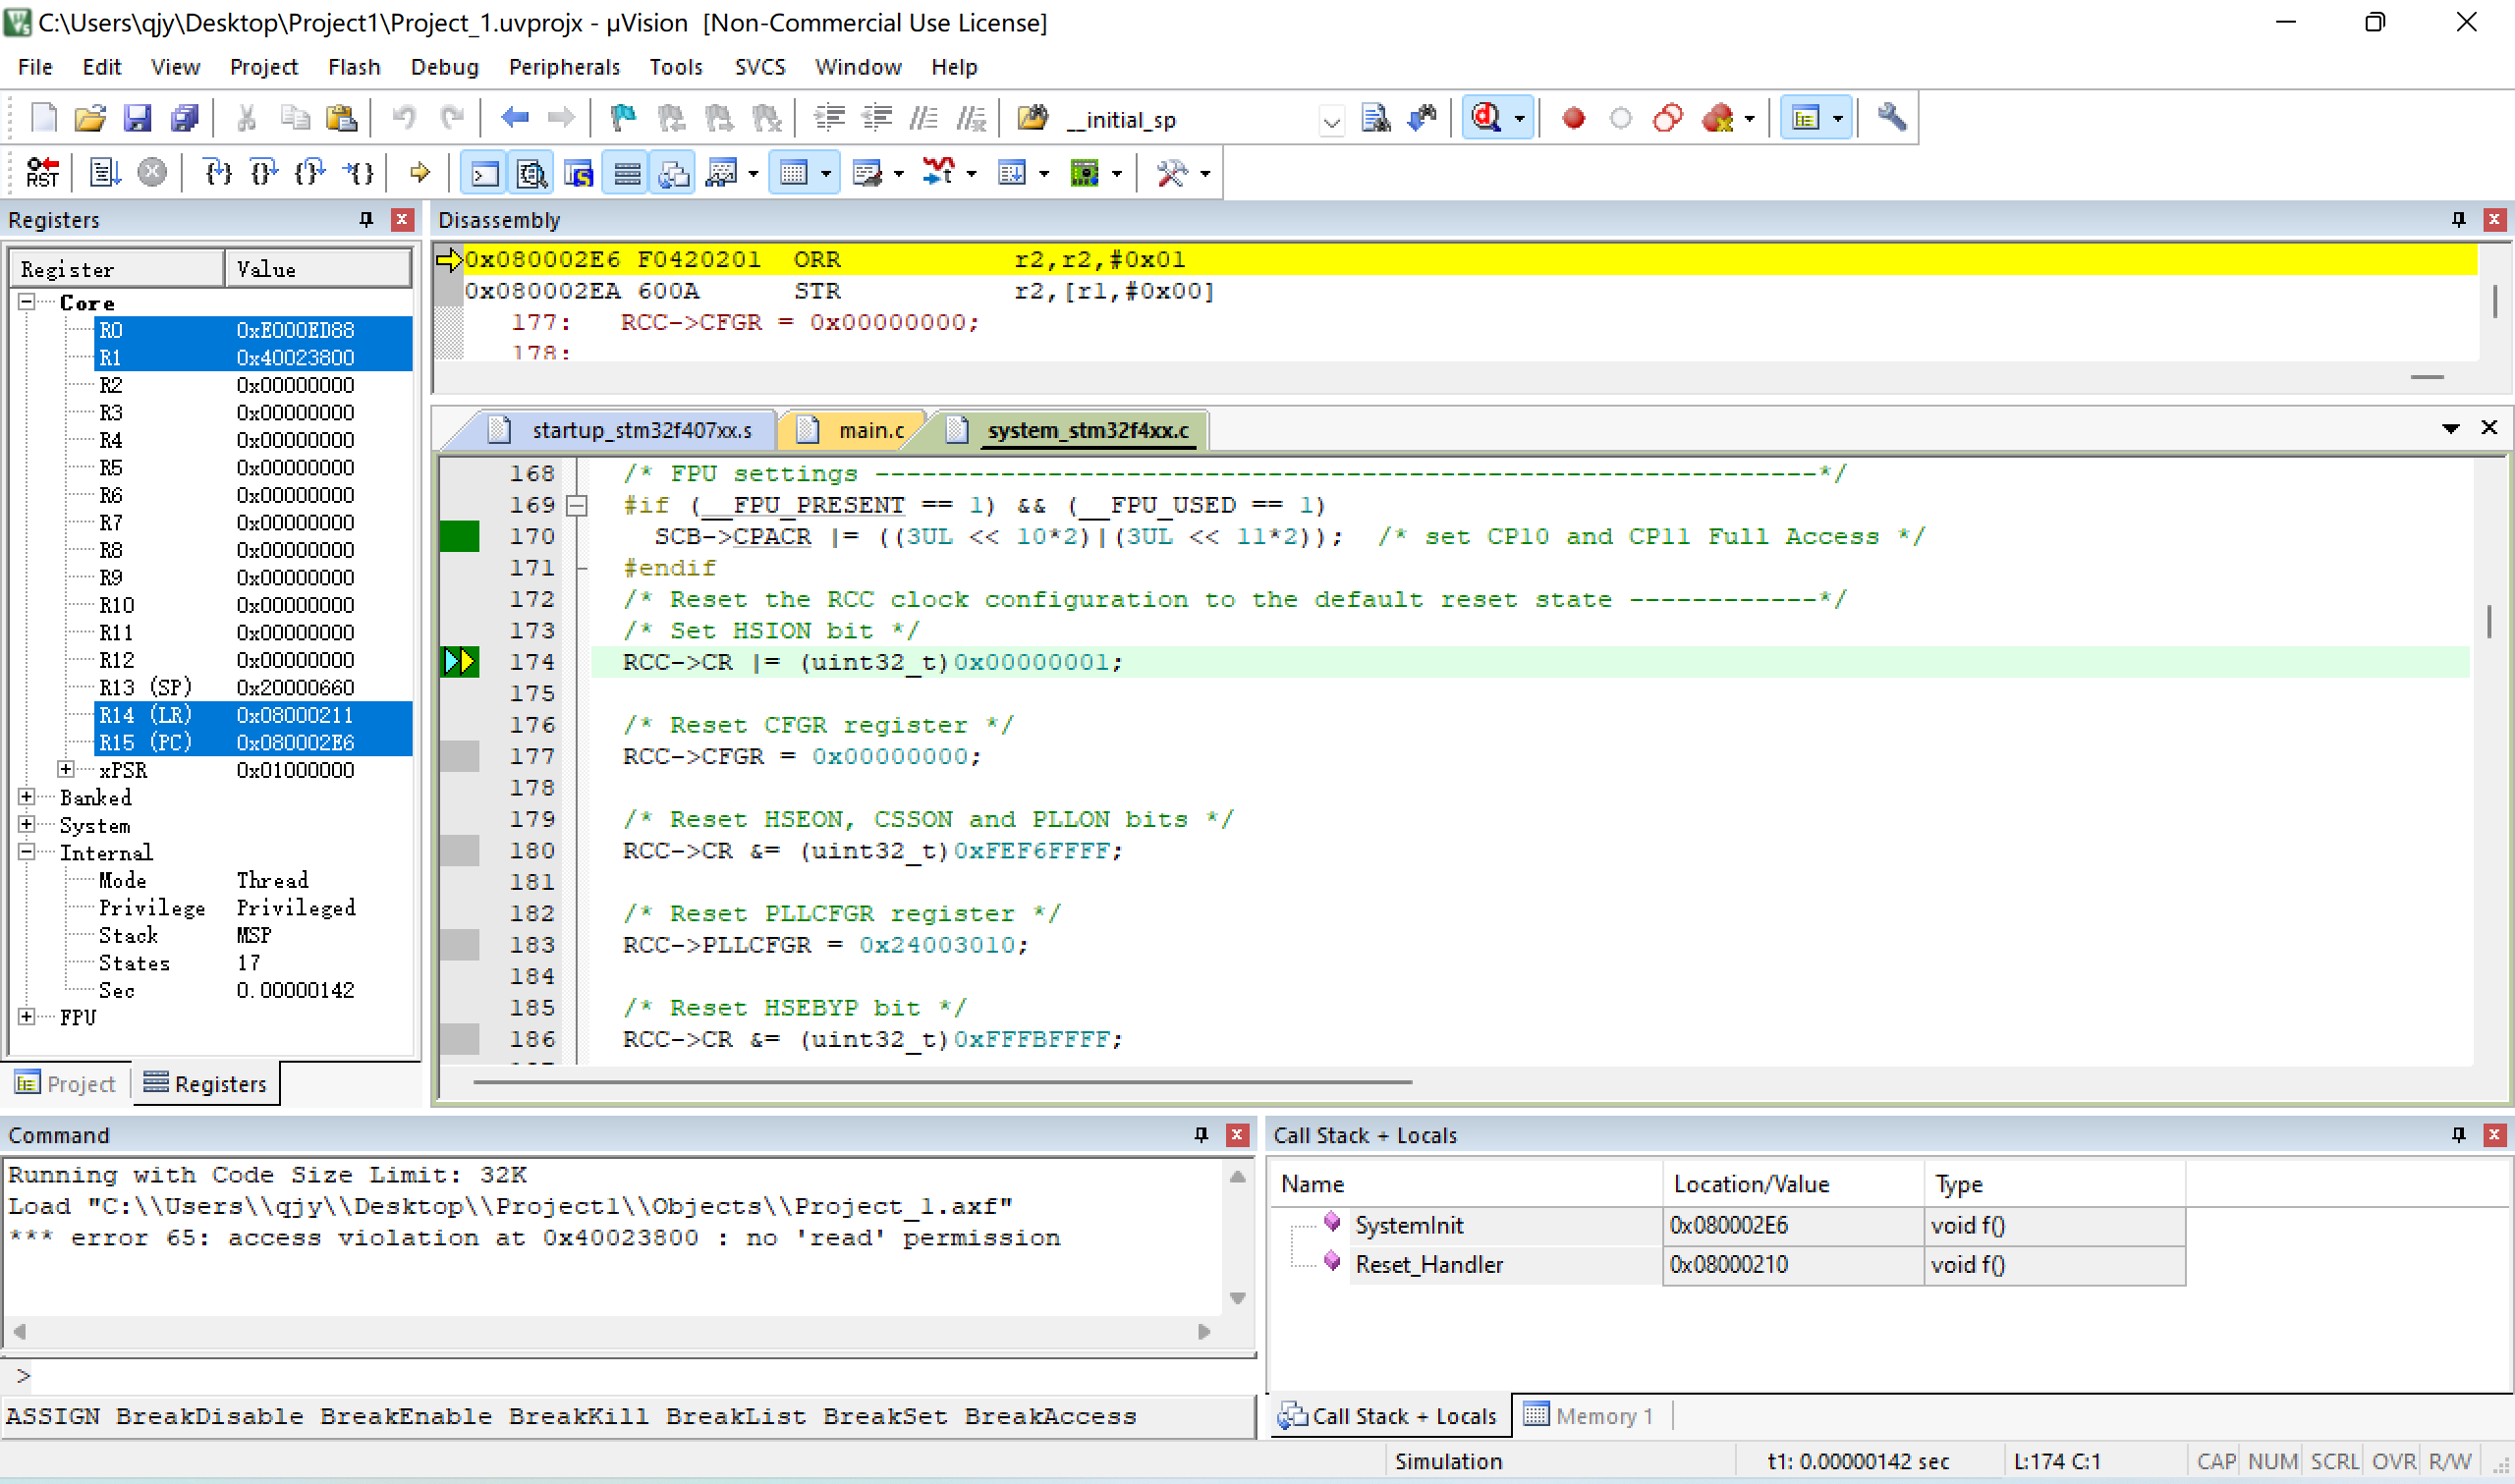 C:\Users\qjy\Desktop\Project1\Project_1.uvprojx - µVision  [Non-Commercial Use License]
File Edit View Project Flash Debug Peripherals Tools SVCS Window Help
__initial_sp
RST
Registers
Register Value
Core
R0 0xE000ED88
R1 0x40023800
R2 0x00000000
R3 0x00000000
R4 0x00000000
R5 0x00000000
R6 0x00000000
R7 0x00000000
R8 0x00000000
R9 0x00000000
R10 0x00000000
R11 0x00000000
R12 0x00000000
R13 (SP) 0x20000660
R14 (LR) 0x08000211
R15 (PC) 0x080002E6
xPSR 0x01000000
Banked
System
Internal
Mode Thread
Privilege Privileged
Stack MSP
States 17
Sec 0.00000142
FPU
Project Registers
Disassembly
0x080002E6 F0420201 ORR r2,r2,#0x01
0x080002EA 600A STR r2,[r1,#0x00]
177: RCC->CFGR = 0x00000000;
178:
startup_stm32f407xx.s main.c system_stm32f4xx.c
168 /* FPU settings ------------------------------------------------------------*/
169 #if (__FPU_PRESENT == 1) && (__FPU_USED == 1)
170 SCB->CPACR |= ((3UL << 10*2)|(3UL << 11*2)); /* set CP10 and CP11 Full Access */
171 #endif
172 /* Reset the RCC clock configuration to the default reset state ------------*/
173 /* Set HSION bit */
174 RCC->CR |= (uint32_t)0x00000001;
175
176 /* Reset CFGR register */
177 RCC->CFGR = 0x00000000;
178
179 /* Reset HSEON, CSSON and PLLON bits */
180 RCC->CR &= (uint32_t)0xFEF6FFFF;
181
182 /* Reset PLLCFGR register */
183 RCC->PLLCFGR = 0x24003010;
184
185 /* Reset HSEBYP bit */
186 RCC->CR &= (uint32_t)0xFFFBFFFF;
Command
Running with Code Size Limit: 32K
Load "C:\\Users\\qjy\\Desktop\\Project1\\Objects\\Project_1.axf"
*** error 65: access violation at 0x40023800 : no 'read' permission
>
ASSIGN BreakDisable BreakEnable BreakKill BreakList BreakSet BreakAccess
Call Stack + Locals
Name Location/Value Type
SystemInit 0x080002E6 void f()
Reset_Handler 0x08000210 void f()
Call Stack + Locals Memory 1
Simulation t1: 0.00000142 sec L:174 C:1 CAP NUM SCRL OVR R/W